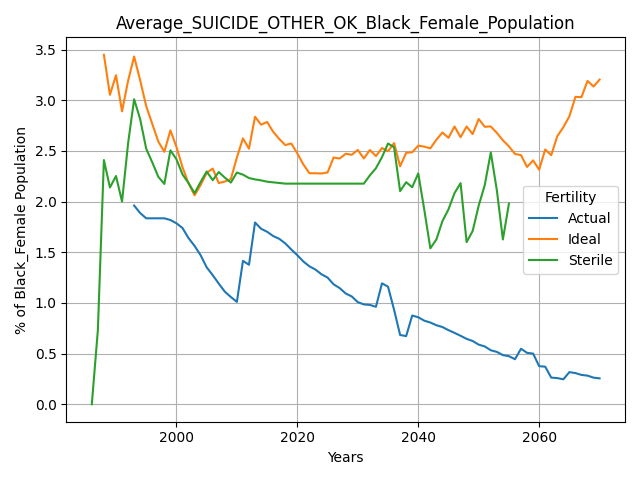 Average_SUICIDE_OTHER_OK_Black_Female_Population
% of Black_Female Population
3.5
3.0
2.5
2.0
1.5
1.0
0.5
0.0
Fertility
Actual
Ideal
Sterile
2000 2020 2040 2060
Years